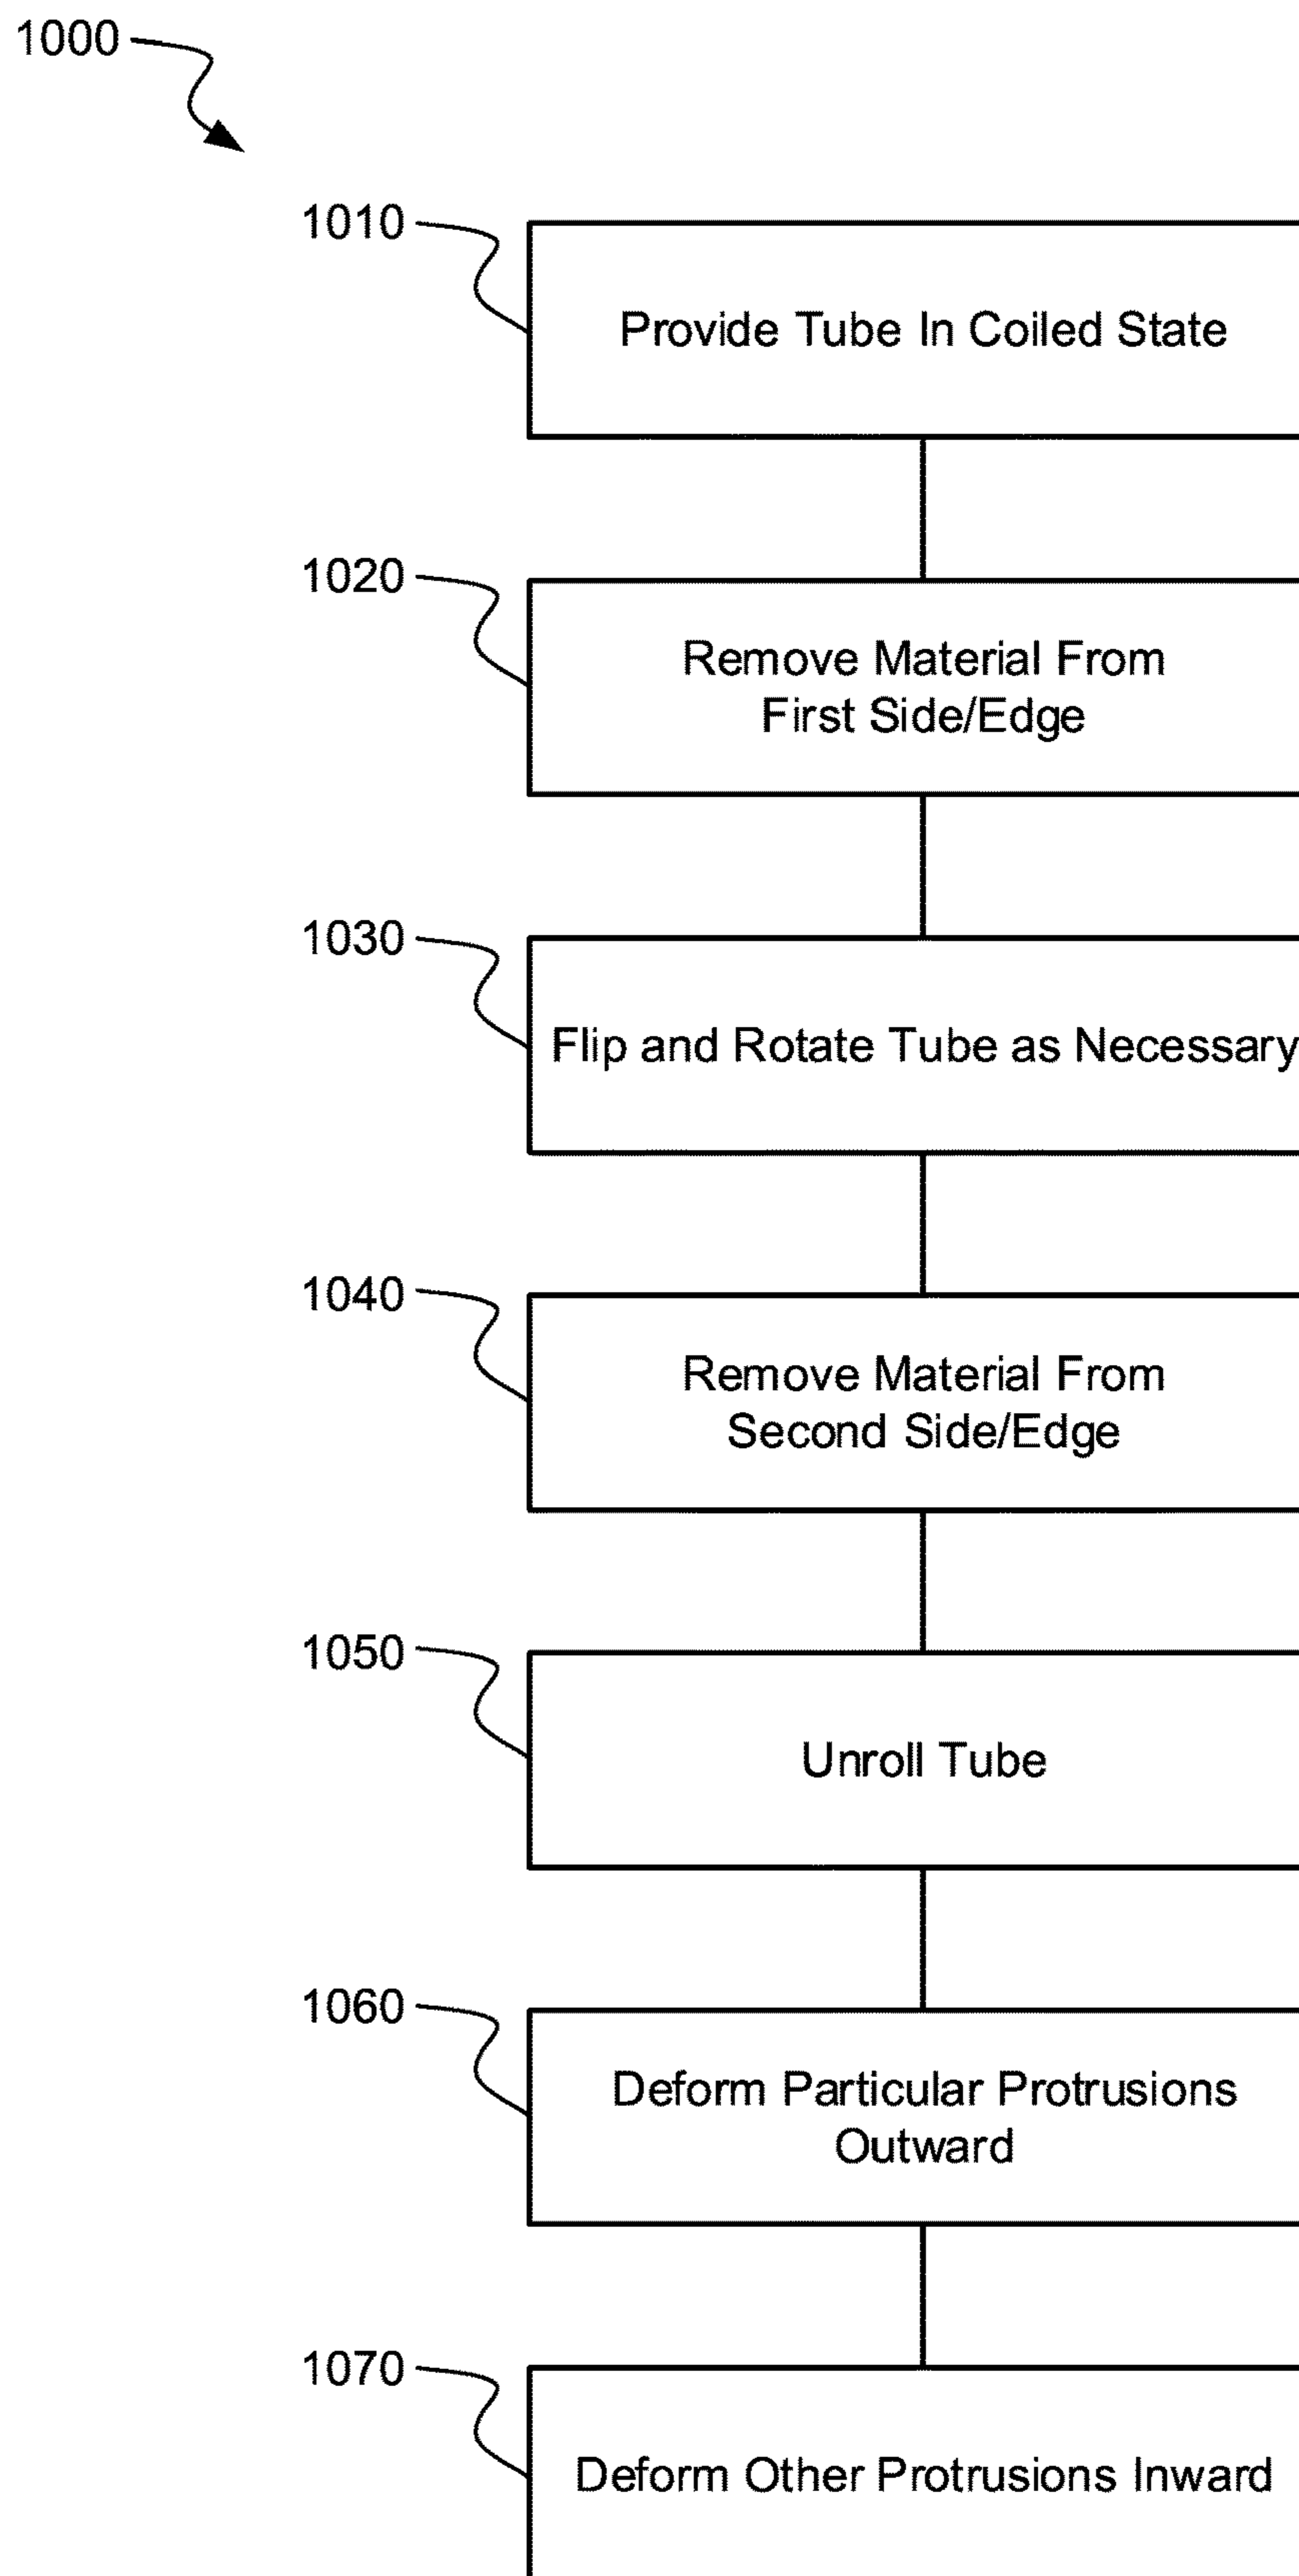 1000
1010
Provide Tube In Coiled State
1020
Remove Material From
First Side/Edge
1030
Flip and Rotate Tube as Necessary
1040
Remove Material From
Second Side/Edge
1050
Unroll Tube
1060
Deform Particular Protrusions
Outward
1070
Deform Other Protrusions Inward